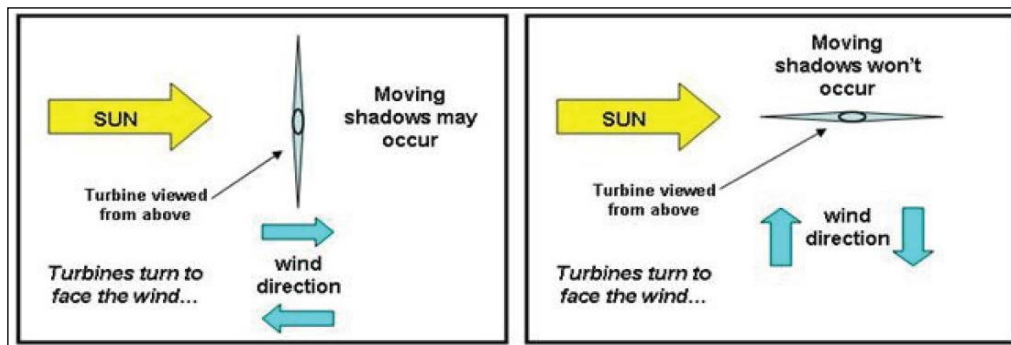 SUN
Moving
shadows may
occur
Turbine viewed
from above
wind
direction
Turbines turn to
face the wind...
Moving
shadows won't
occur
SUN
Turbine viewed
from above
wind
direction
Turbines turn to
face the wind...